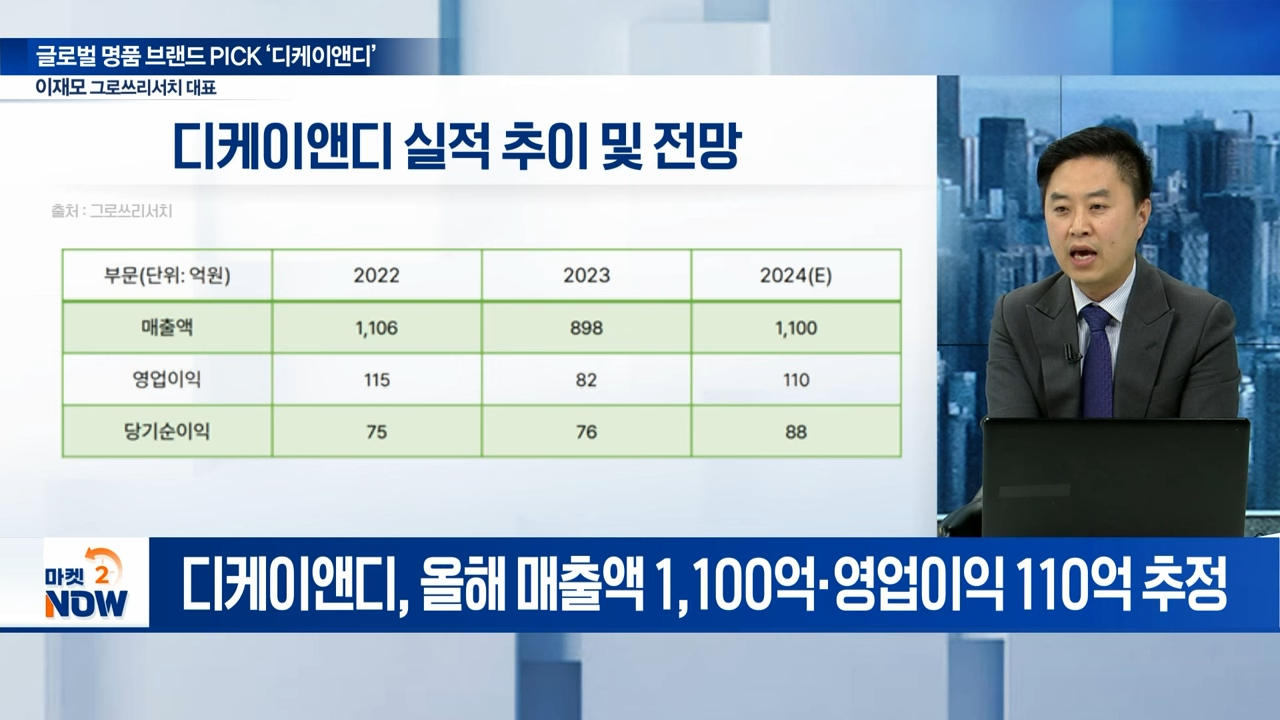 글로벌 명품 브랜드 PICK ‘디케이앤디’
이재모 그로쓰리서치 대표
디케이앤디 실적 추이 및 전망
출처 : 그로쓰리서치
부문(단위: 억원) 2022 2023 2024(E)
매출액 1,106 898 1,100
영업이익 115 82 110
당기순이익 75 76 88
마켓 2
NOW
디케이앤디, 올해 매출액 1,100억·영업이익 110억 추정